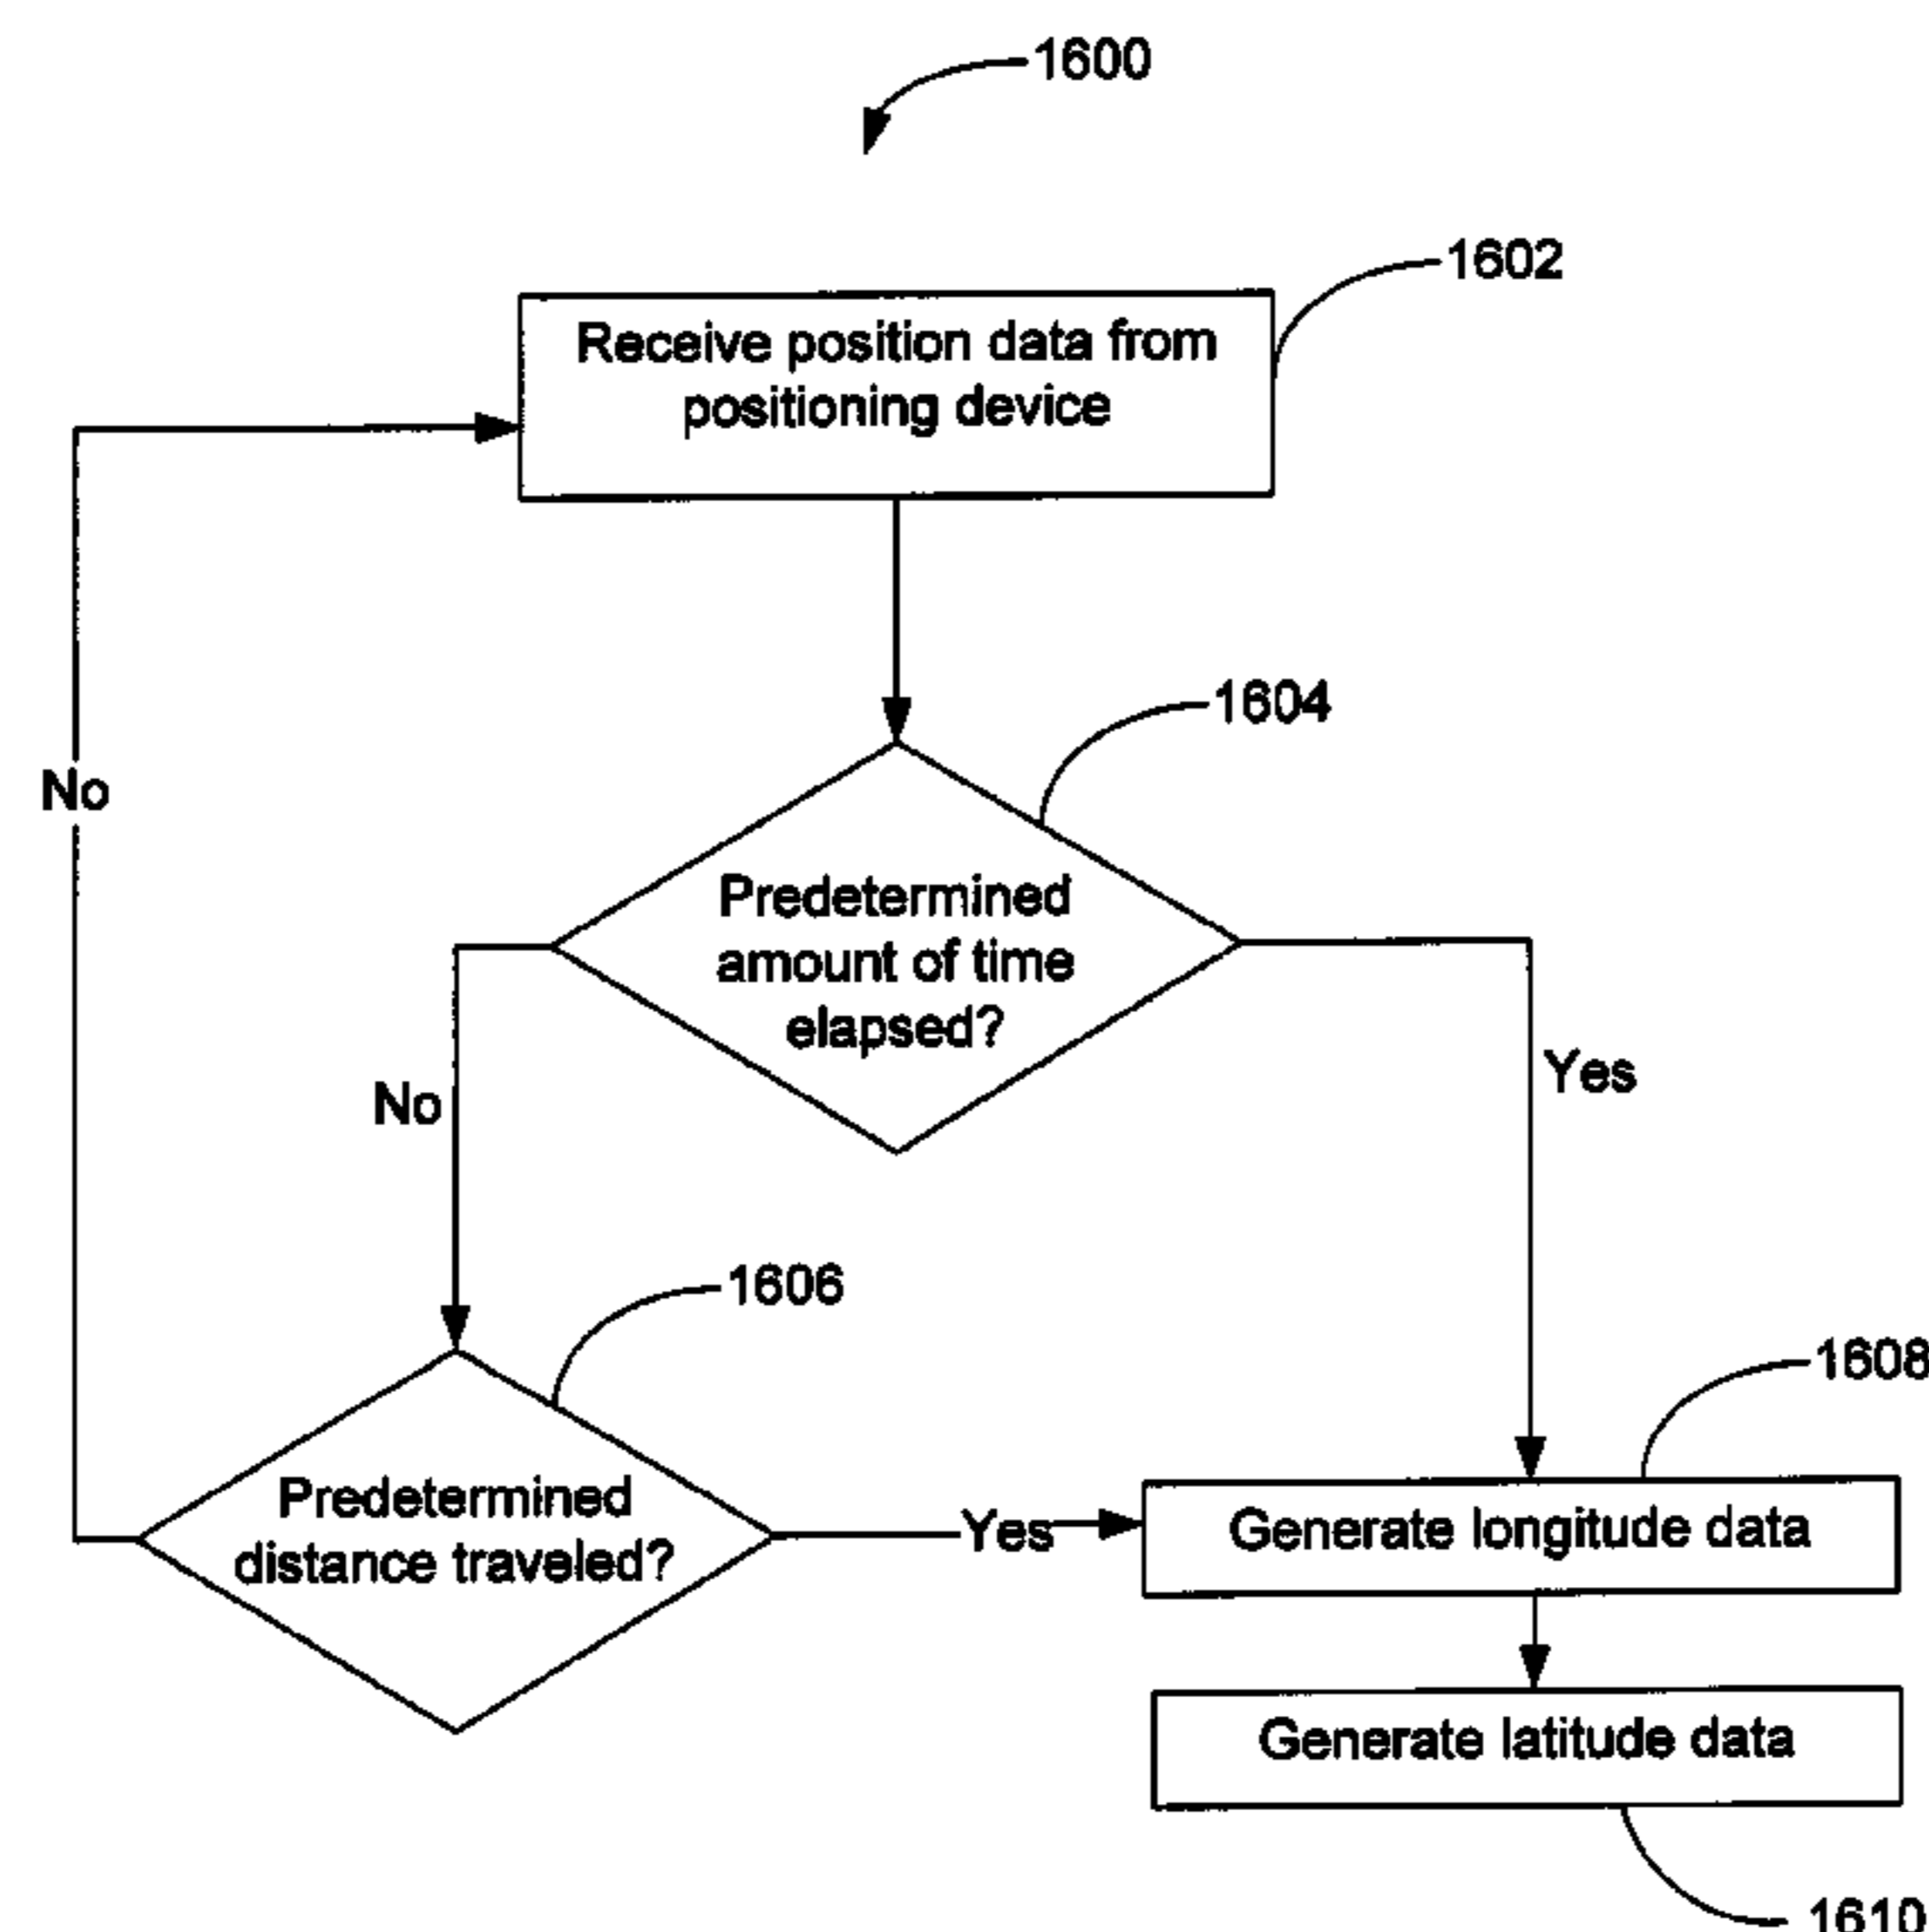 1600
1602
Receive position data from
positioning device
1604
No
Predetermined
amount of time
elapsed?
Yes
No
1606
1608
Predetermined
distance traveled?
Yes
Generate longitude data
Generate latitude data
1610